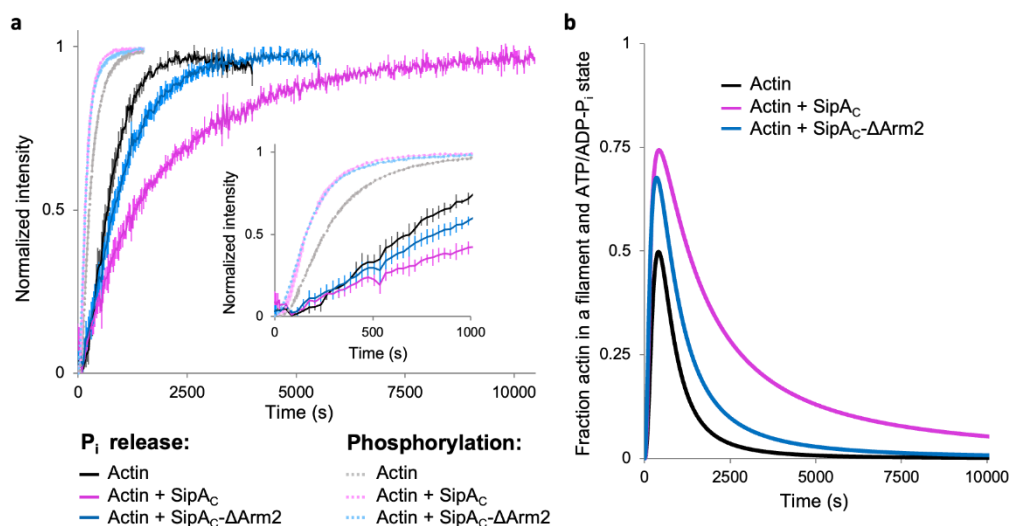 a
Normalized intensity
1
0.5
0
0
2500
5000
7500
10000
Time (s)
Normalized intensity
1
0.5
0
0
500
1000
Time (s)
Pi release:
Actin
Actin + SipAC
Actin + SipAC-ΔArm2
Phosphorylation:
Actin
Actin + SipAC
Actin + SipAC-ΔArm2
b
Fraction actin in a filament and ATP/ADP-Pi state
1
0.75
0.5
0.25
0
0
2500
5000
7500
10000
Time (s)
Actin
Actin + SipAC
Actin + SipAC-ΔArm2